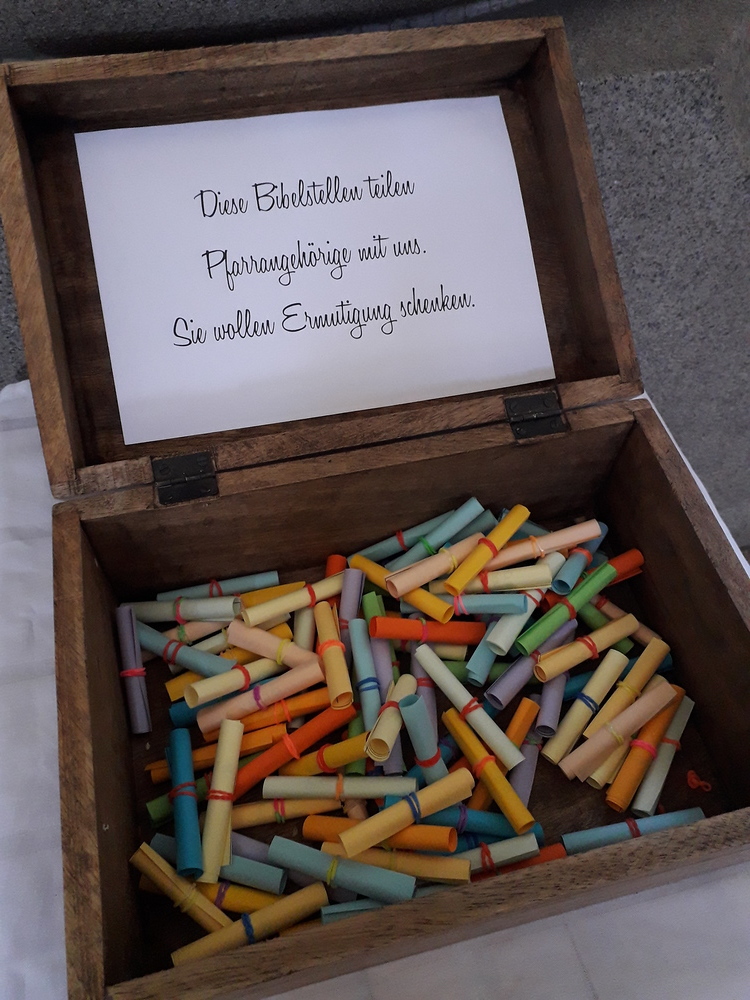 Diese Bibelstellen teilen
Pfarrangehörige mit uns.
Sie wollen Ermutigung schenken.